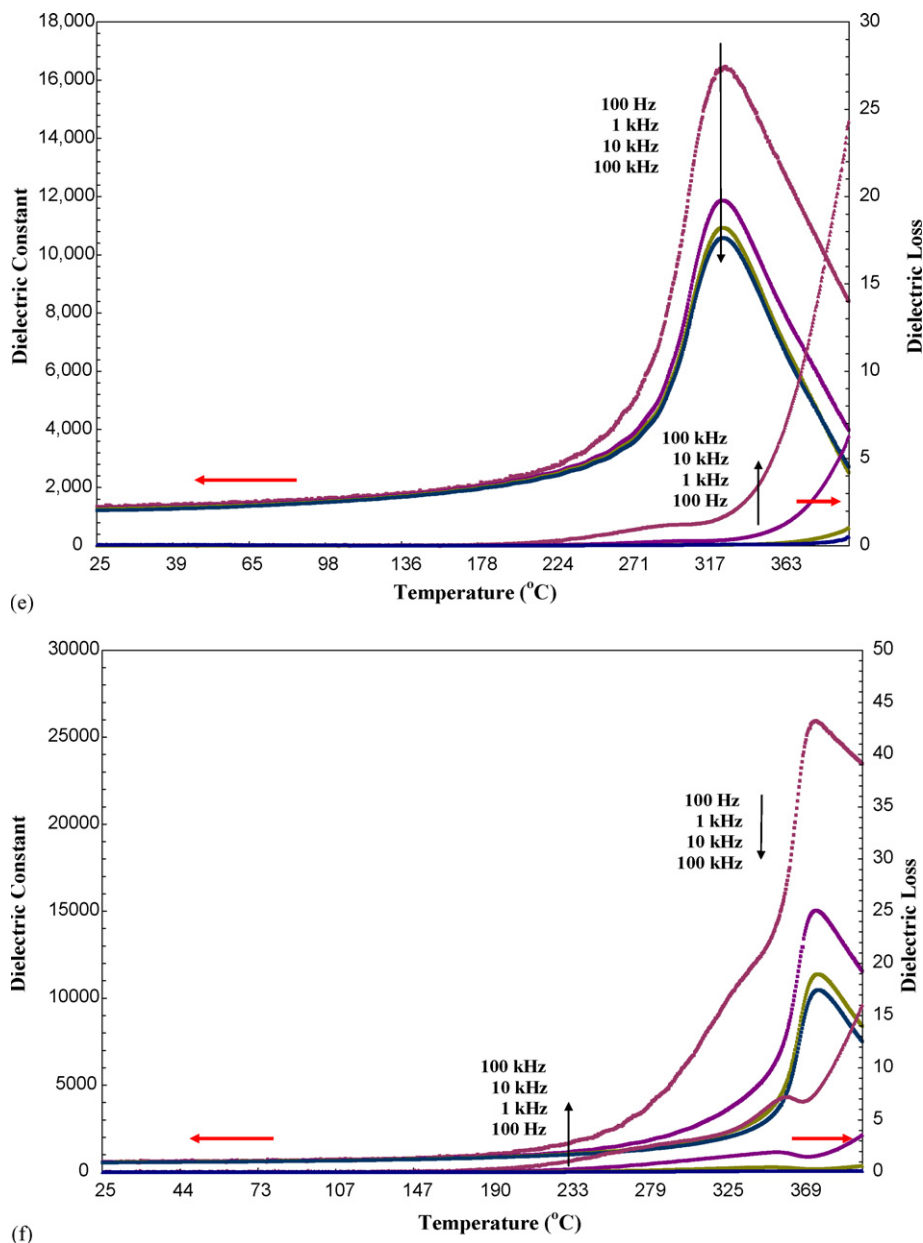 18,000
16,000
14,000
12,000
10,000
8,000
6,000
4,000
2,000
0
Dielectric Constant
100 Hz
1 kHz
10 kHz
100 kHz
100 kHz
10 kHz
1 kHz
100 Hz
30
25
20
15
10
5
0
Dielectric Loss
25 39 65 98 136 178 224 271 317 363
Temperature (°C)
(e)
30000
25000
20000
15000
10000
5000
0
Dielectric Constant
100 Hz
1 kHz
10 kHz
100 kHz
100 kHz
10 kHz
1 kHz
100 Hz
50
45
40
35
30
25
20
15
10
5
0
Dielectric Loss
25 44 73 107 147 190 233 279 325 369
Temperature (°C)
(f)